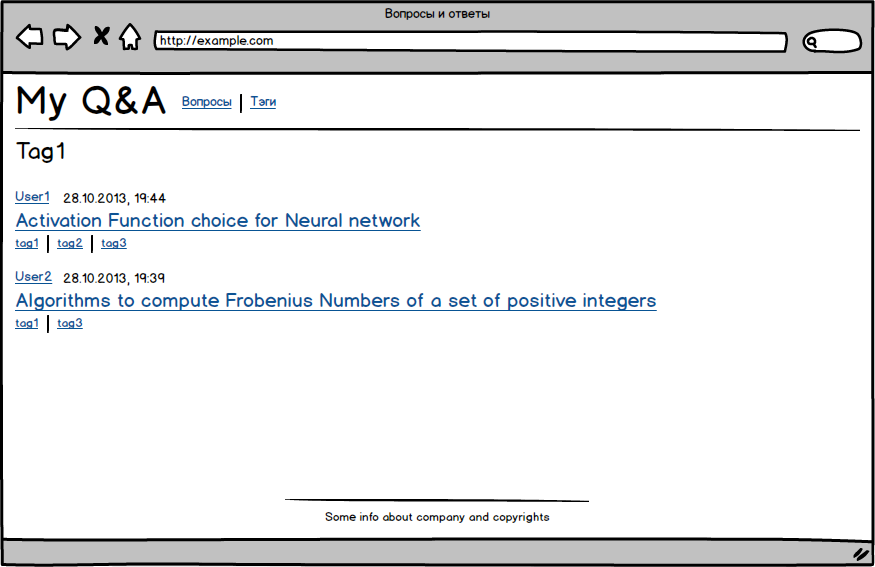 Вопросы и ответы
http://example.com
My Q&A Вопросы | Тэги
Tag1
User1 28.10.2013, 19:44
Activation Function choice for Neural network
tag1 | tag2 | tag3
User2 28.10.2013, 19:39
Algorithms to compute Frobenius Numbers of a set of positive integers
tag1 | tag3
Some info about company and copyrights